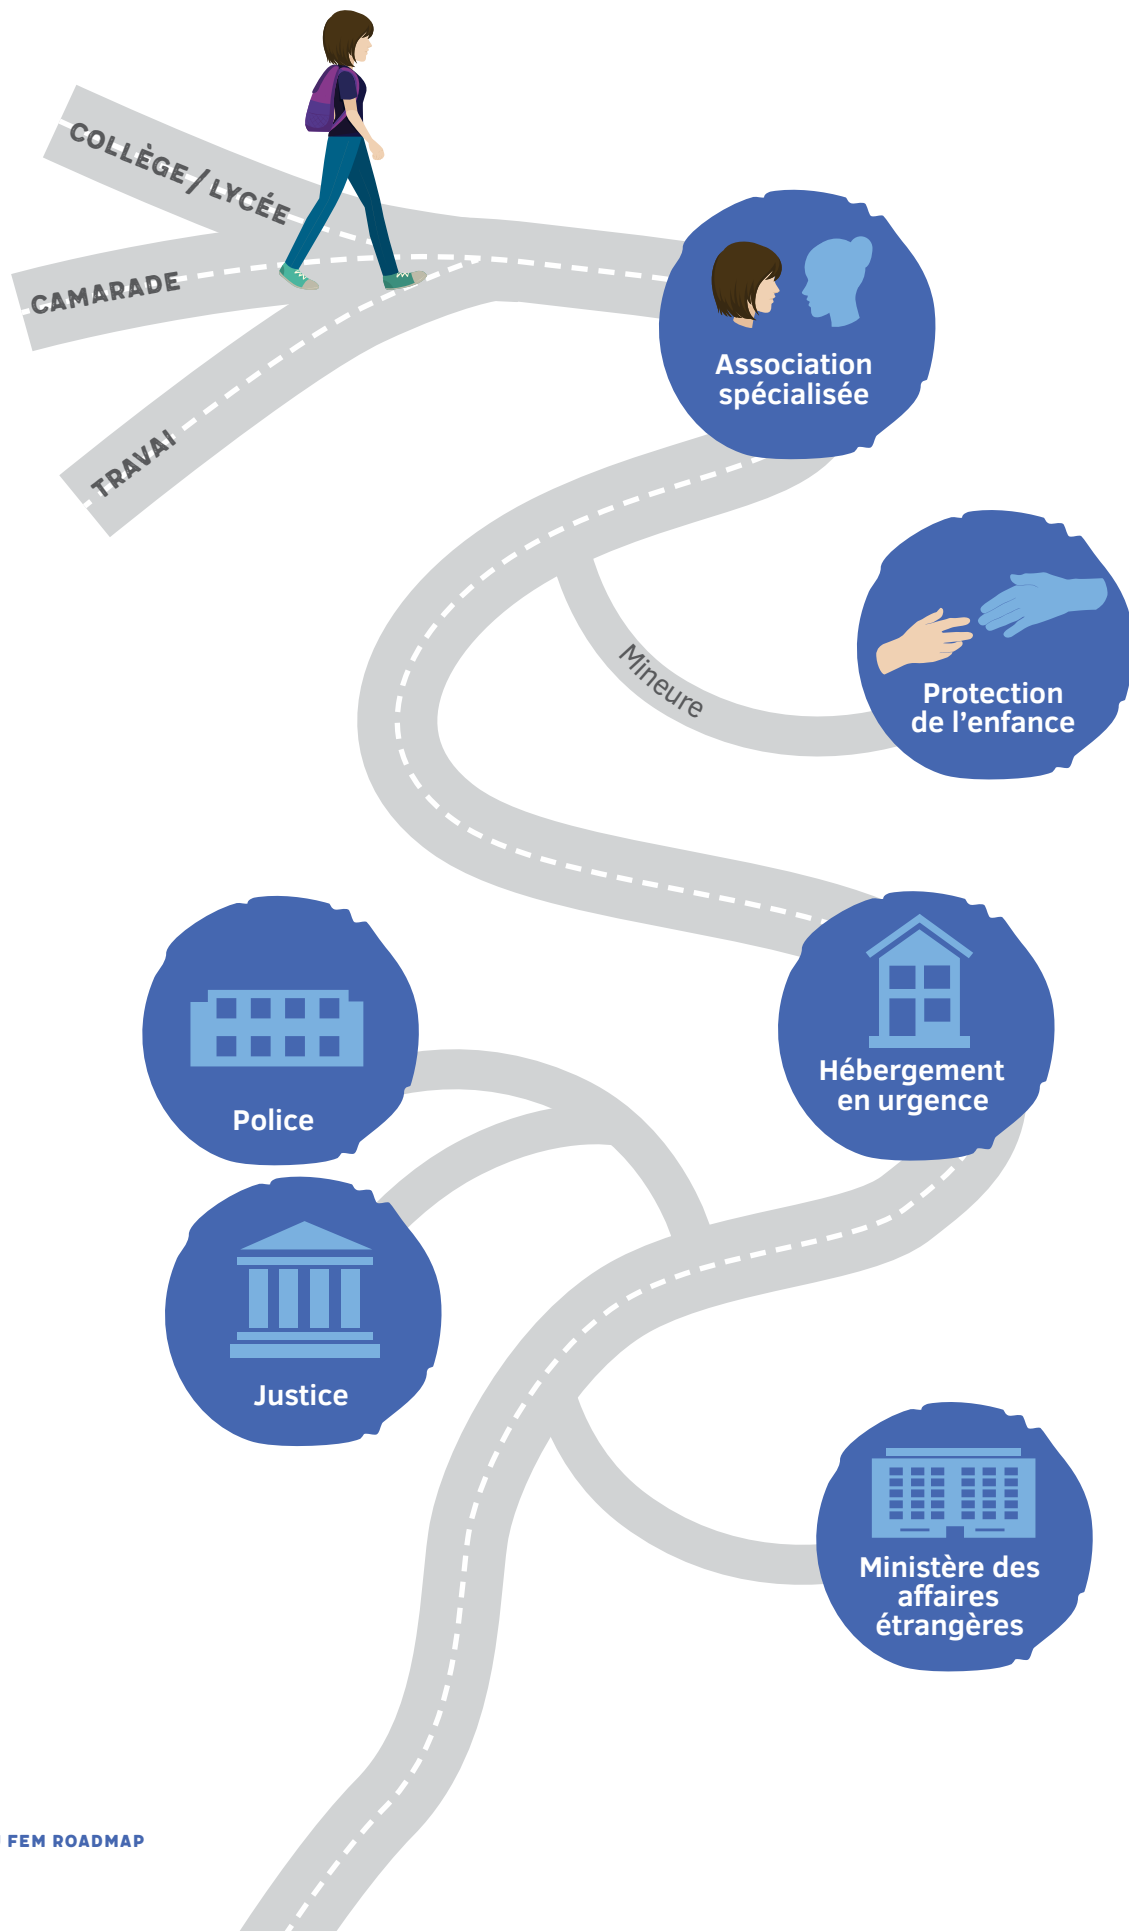 COLLÈGE/LYCÉE
CAMARADE
TRAVAI
Association
spécialisée
Mineure
Protection
de l'enfance
Hébergement
en urgence
Police
Justice
Ministère des
affaires
étrangères
FEM ROADMAP